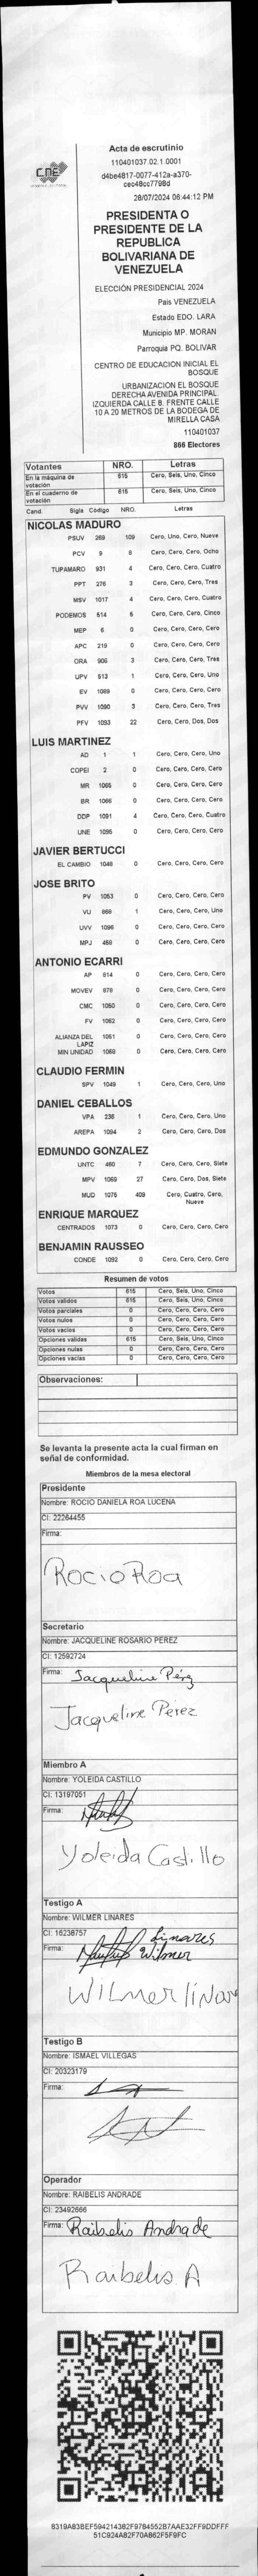 CNE
Acta de escrutinio
110401037.02.1.0001
d4be4817-0077-412a-a370-
cec48cc7798d
28/07/2024 06:44:12 PM
PRESIDENTA O
PRESIDENTE DE LA
REPUBLICA
BOLIVARIANA DE
VENEZUELA
ELECCIÓN PRESIDENCIAL 2024
Pais VENEZUELA
Estado EDO. LARA
Municipio MP. MORAN
Parroquia PQ. BOLIVAR
CENTRO DE EDUCACION INICIAL EL
BOSQUE
URBANIZACION EL BOSQUE
DERECHA AVENIDA PRINCIPAL.
IZQUIERDA CALLE 8. FRENTE CALLE
10 A 20 METROS DE LA BODEGA DE
MIRELLA CASA
110401037
866 Electores
Votantes NRO. Letras
En la máquina de votación 615 Cero, Seis, Uno, Cinco
En el cuaderno de votación 615 Cero, Seis, Uno, Cinco
Cand. Sigla Código NRO. Letras
NICOLAS MADURO
PSUV 269 109 Cero, Uno, Cero, Nueve
PCV 9 8 Cero, Cero, Cero, Ocho
TUPAMARO 931 4 Cero, Cero, Cero, Cuatro
PPT 276 3 Cero, Cero, Cero, Tres
MSV 1017 4 Cero, Cero, Cero, Cuatro
PODEMOS 514 5 Cero, Cero, Cero, Cinco
MEP 6 0 Cero, Cero, Cero, Cero
APC 219 0 Cero, Cero, Cero, Cero
ORA 906 3 Cero, Cero, Cero, Tres
UPV 513 1 Cero, Cero, Cero, Uno
EV 1089 0 Cero, Cero, Cero, Cero
PVV 1090 3 Cero, Cero, Cero, Tres
PFV 1093 22 Cero, Cero, Dos, Dos
LUIS MARTINEZ
AD 1 1 Cero, Cero, Cero, Uno
COPEI 2 0 Cero, Cero, Cero, Cero
MR 1065 0 Cero, Cero, Cero, Cero
BR 1066 0 Cero, Cero, Cero, Cero
DDP 1091 4 Cero, Cero, Cero, Cuatro
UNE 1095 0 Cero, Cero, Cero, Cero
JAVIER BERTUCCI
EL CAMBIO 1048 0 Cero, Cero, Cero, Cero
JOSE BRITO
PV 1053 0 Cero, Cero, Cero, Cero
VU 868 1 Cero, Cero, Cero, Uno
UVV 1096 0 Cero, Cero, Cero, Cero
MPJ 459 0 Cero, Cero, Cero, Cero
ANTONIO ECARRI
AP 814 0 Cero, Cero, Cero, Cero
MOVEV 678 0 Cero, Cero, Cero, Cero
CMC 1050 0 Cero, Cero, Cero, Cero
FV 1062 0 Cero, Cero, Cero, Cero
ALIANZA DEL LAPIZ 1051 0 Cero, Cero, Cero, Cero
MIN UNIDAD 1068 0 Cero, Cero, Cero, Cero
CLAUDIO FERMIN
SPV 1049 1 Cero, Cero, Cero, Uno
DANIEL CEBALLOS
VPA 238 1 Cero, Cero, Cero, Uno
AREPA 1094 2 Cero, Cero, Cero, Dos
EDMUNDO GONZALEZ
UNTC 460 7 Cero, Cero, Cero, Siete
MPV 1069 27 Cero, Cero, Dos, Siete
MUD 1075 409 Cero, Cuatro, Cero,
Nueve
ENRIQUE MARQUEZ
CENTRADOS 1073 0 Cero, Cero, Cero, Cero
BENJAMIN RAUSSEO
CONDE 1092 0 Cero, Cero, Cero, Cero
Resumen de votos
Votos 615 Cero, Seis, Uno, Cinco
Votos validos 615 Cero, Seis, Uno, Cinco
Votos parciales 0 Cero, Cero, Cero, Cero
Votos nulos 0 Cero, Cero, Cero, Cero
Votos vacios 0 Cero, Cero, Cero, Cero
Opciones validas 615 Cero, Seis, Uno, Cinco
Opciones nulas 0 Cero, Cero, Cero, Cero
Opciones vacias 0 Cero, Cero, Cero, Cero
Observaciones:
Se levanta la presente acta la cual firman en
señal de conformidad.
Miembros de la mesa electoral
Presidente
Nombre: ROCIO DANIELA ROA LUCENA
CI: 22264455
Firma:
Rocio Roa
Secretario
Nombre: JACQUELINE ROSARIO PEREZ
CI: 12592724
Firma: Jacqueline Pérez
Jacqueline Perez
Miembro A
Nombre: YOLEIDA CASTILLO
CI: 13197051
Firma:
Yoleida Castillo
Testigo A
Nombre: WILMER LINARES
CI: 16238757
Firma: Linares
Wilmer
Wilmer linar
Testigo B
Nombre: ISMAEL VILLEGAS
CI: 20323179
Firma:
Operador
Nombre: RAIBELIS ANDRADE
CI: 23492666
Firma: Raibelis Andrade
Raibelis A
8319A83BEF594214382F9784552B7AAE32FF9DDFFF
51C924A82F70A862F5F9FC